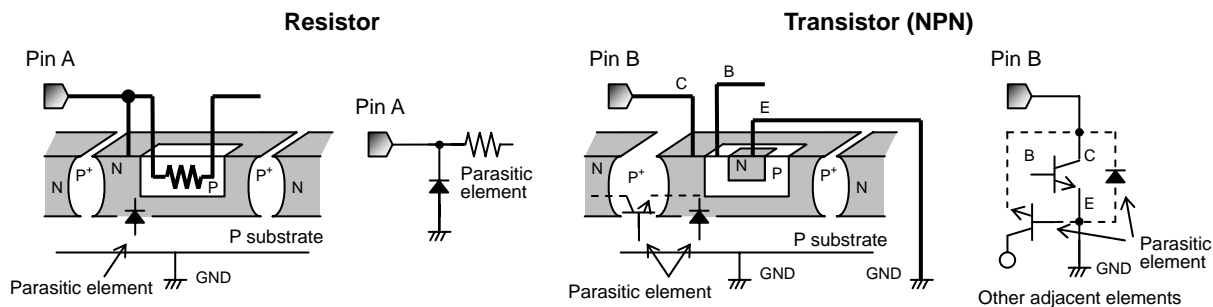 Resistor
Pin A
N
P+
N
P
P+
N
P substrate
GND
Parasitic element
Pin A
Parasitic
element
Transistor (NPN)
Pin B
C
B
E
N
P+
N
P
P+
N
P substrate
GND
GND
Parasitic element
Pin B
B
C
E
GND
Parasitic
element
Other adjacent elements